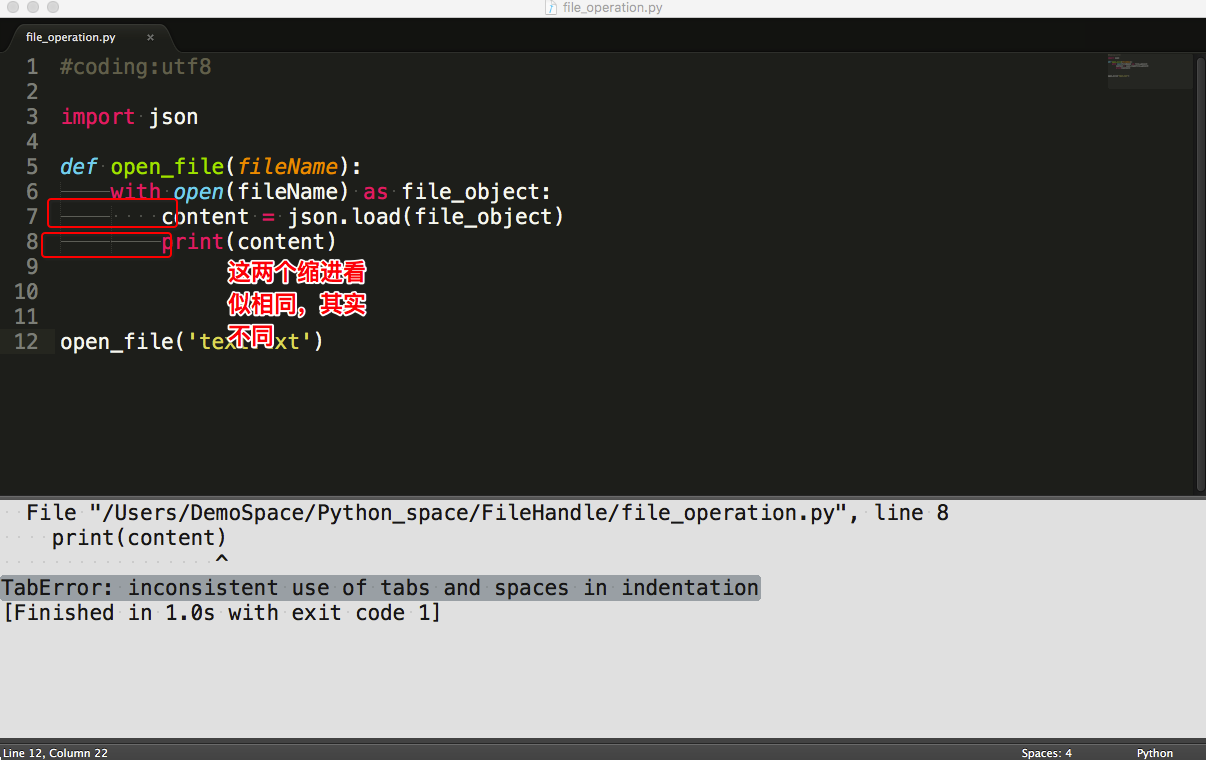 file_operation.py
file_operation.py ×
1 #coding:utf8
2
3 import json
4
5 def open_file(fileName):
6 with open(fileName) as file_object:
7 content = json.load(file_object)
8 print(content)
9
这两个缩进看
10
似相同，其实
11
不同
12 open_file('tex xt')
File "/Users/DemoSpace/Python_space/FileHandle/file_operation.py", line 8
print(content)
^
TabError: inconsistent use of tabs and spaces in indentation
[Finished in 1.0s with exit code 1]
Line 12, Column 22 Spaces: 4 Python